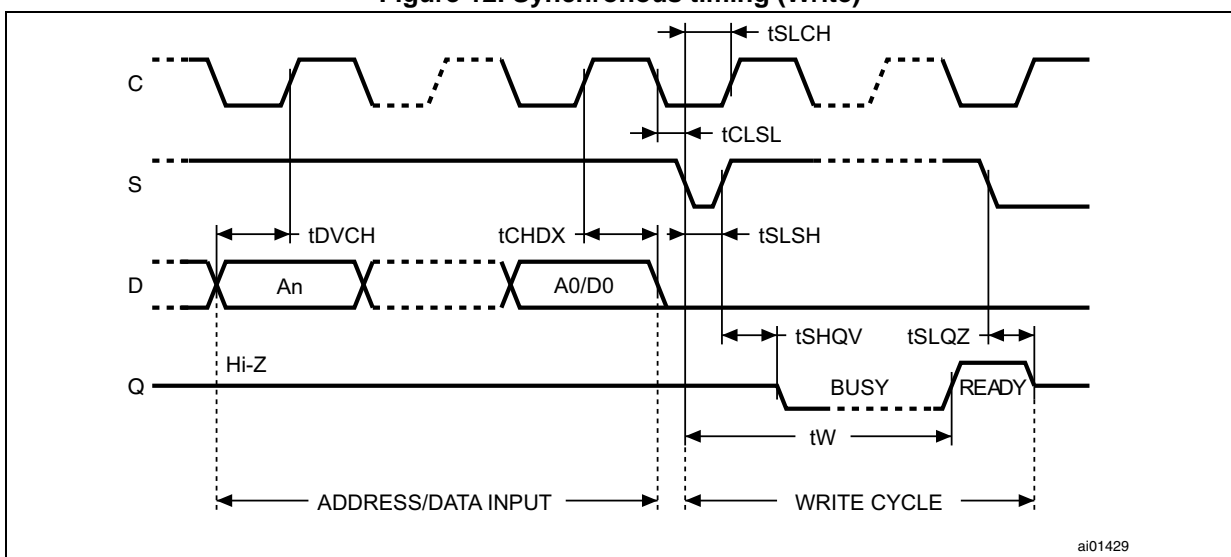 Figure 12. Synchronous timing (Write)
tSLCH
C
tCLSL
S
tDVCH
tCHDX
tSLSH
D
An
A0/D0
tSHQV
tSLQZ
Hi-Z
Q
BUSY
READY
tW
ADDRESS/DATA INPUT
WRITE CYCLE
ai01429